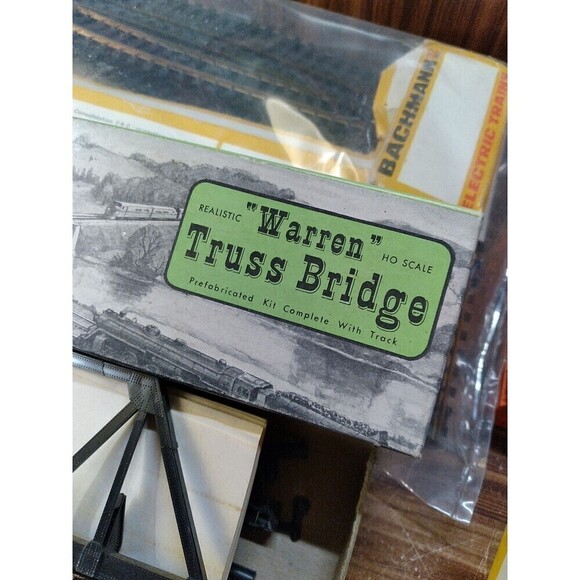 BACHMANN
ELECTRIC TRAIN
REALISTIC "Warren" HO SCALE
Truss Bridge
Prefabricated Kit Complete With Track